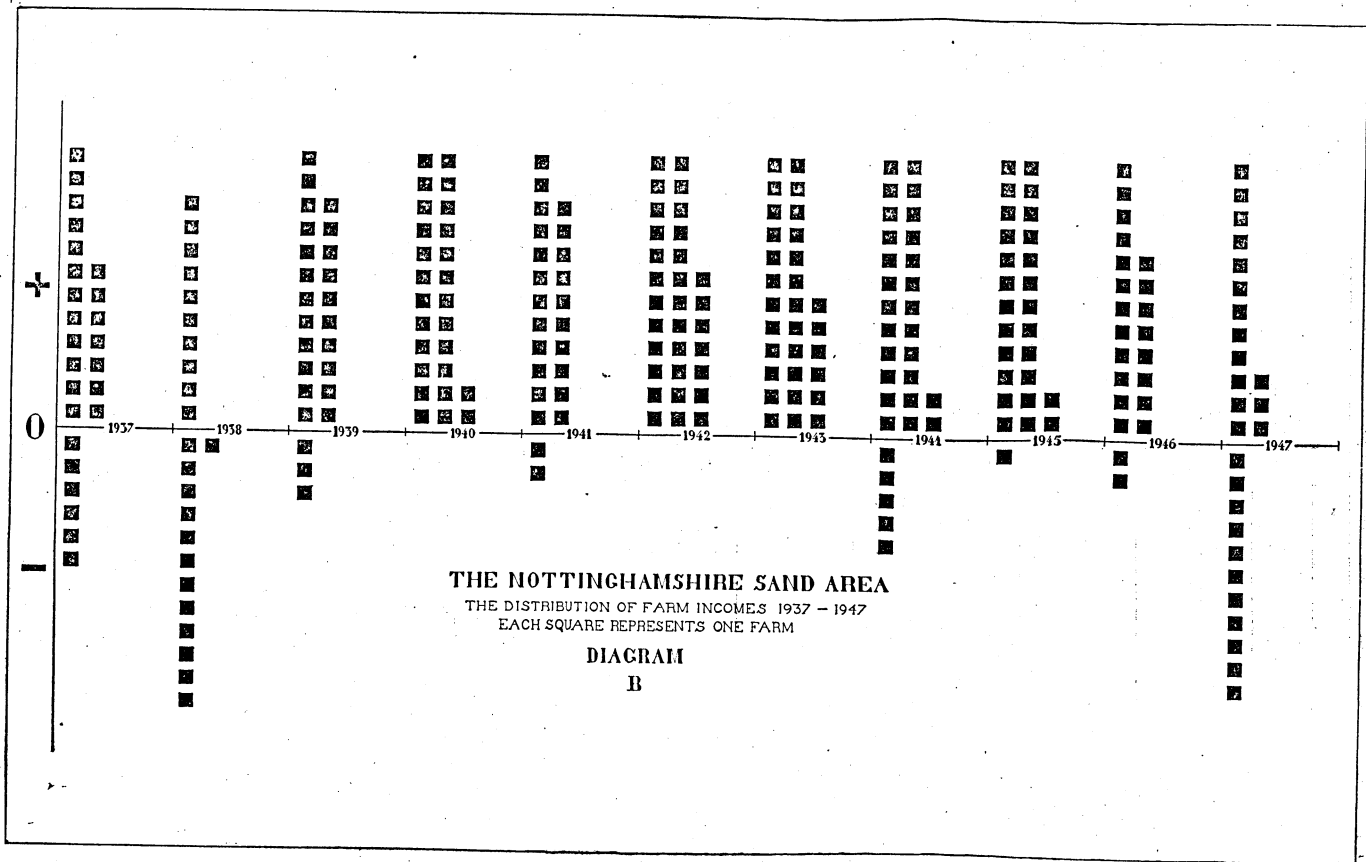 +
0
1937 1938 1939 1940 1941 1942 1943 1944 1945 1946 1947
−
THE NOTTINGHAMSHIRE SAND AREA
THE DISTRIBUTION OF FARM INCOMES 1937 – 1947
EACH SQUARE REPRESENTS ONE FARM
DIAGRAM
B